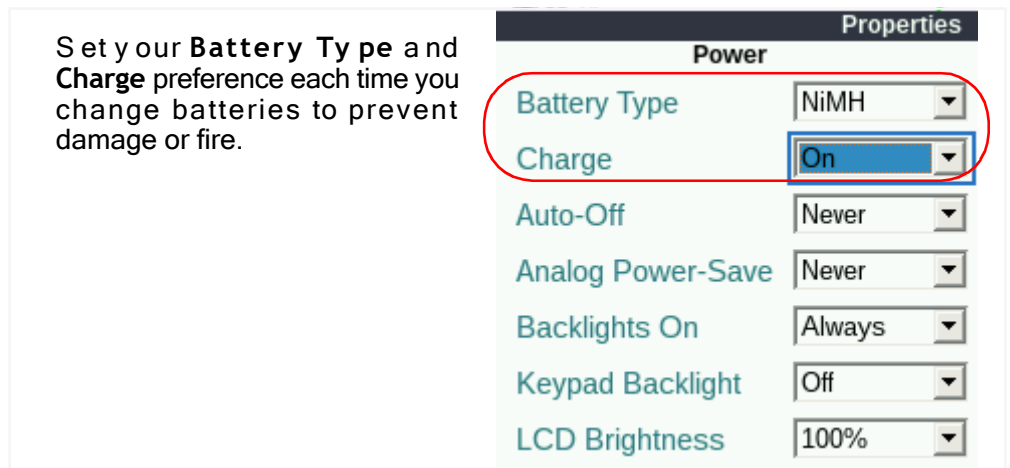 Set your Battery Type and
Charge preference each time you
change batteries to prevent
damage or fire.
Properties
Power
Battery Type NiMH
Charge On
Auto-Off Never
Analog Power-Save Never
Backlights On Always
Keypad Backlight Off
LCD Brightness 100%